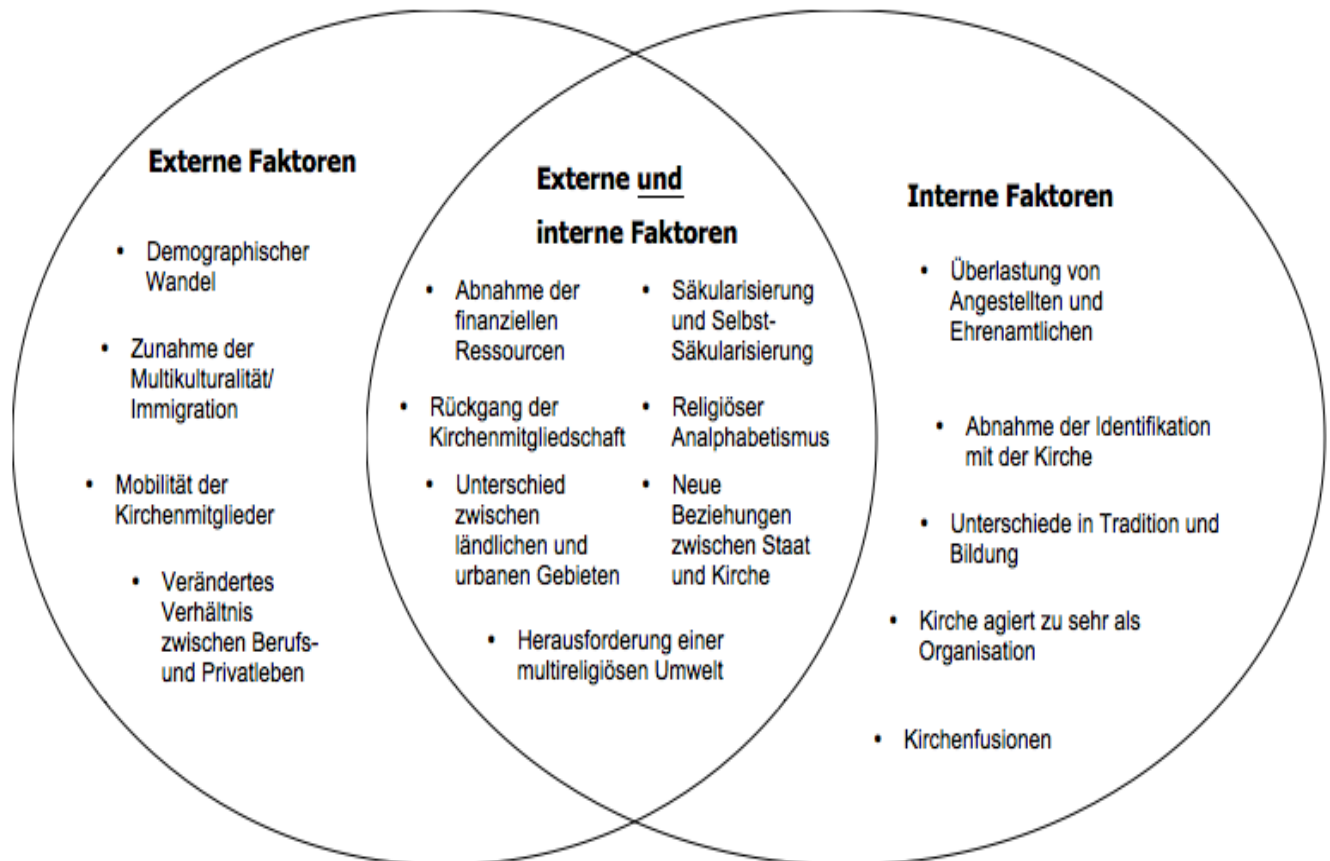 Externe Faktoren
• Demographischer
Wandel
• Zunahme der
Multikulturalität/
Immigration
• Mobilität der
Kirchenmitglieder
• Verändertes
Verhältnis
zwischen Berufs-
und Privatleben
Externe und
interne Faktoren
• Abnahme der
finanziellen
Ressourcen
• Rückgang der
Kirchenmitgliedschaft
• Unterschied
zwischen
ländlichen und
urbanen Gebieten
• Säkularisierung
und Selbst-
Säkularisierung
• Religiöser
Analphabetismus
• Neue
Beziehungen
zwischen Staat
und Kirche
• Herausforderung einer
multireligiösen Umwelt
Interne Faktoren
• Überlastung von
Angestellten und
Ehrenamtlichen
• Abnahme der Identifikation
mit der Kirche
• Unterschiede in Tradition und
Bildung
• Kirche agiert zu sehr als
Organisation
• Kirchenfusionen